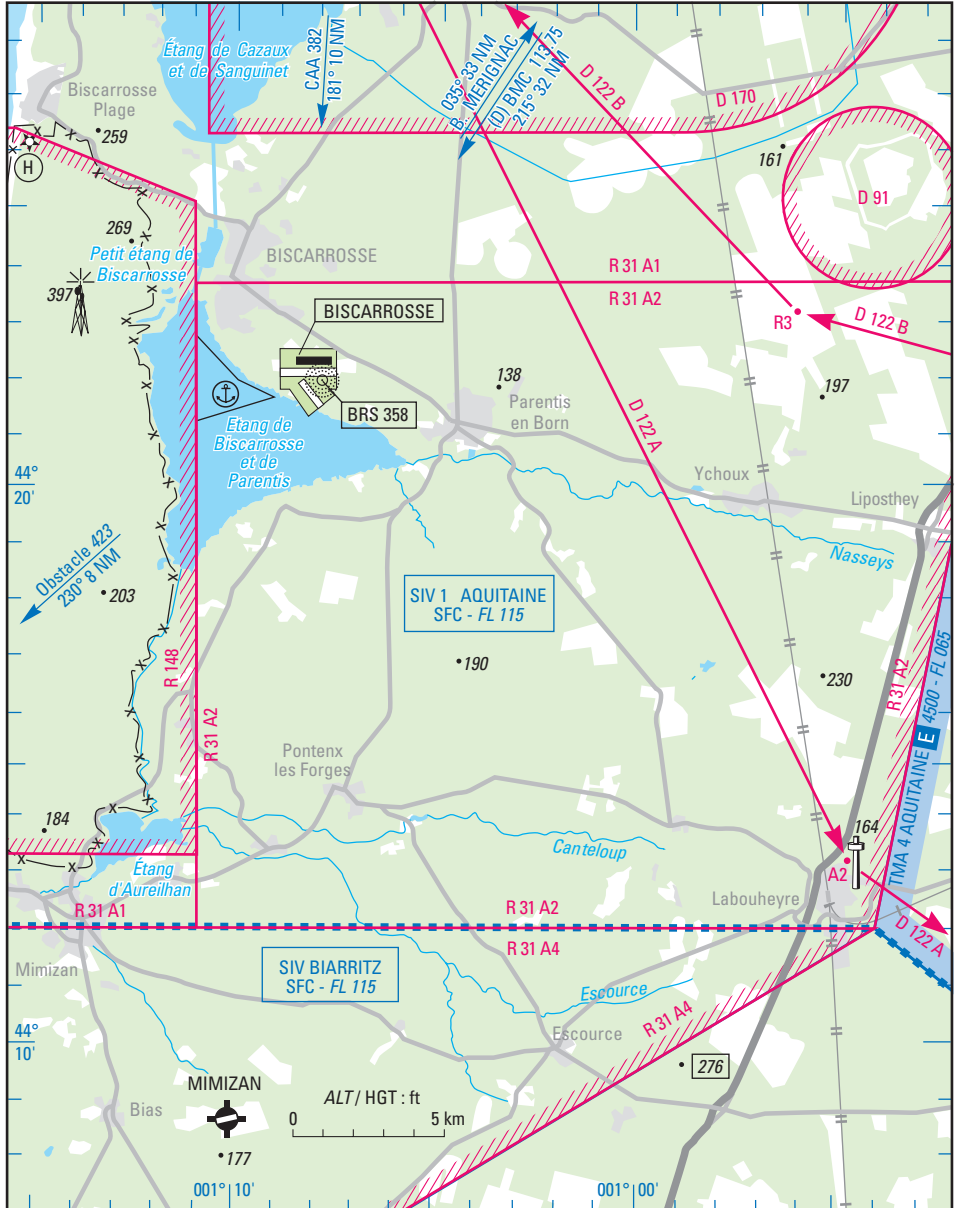 Étang de Cazaux
et de Sanguinet
CAA 382
181° 10 NM
035° 33 NM
B.. MERIGNAC
(D) BMC 113.75
215° 32 NM
D 122 B
D 170
Biscarrosse
Plage
259
H
161
D 91
269
Petit étang de
Biscarrosse
BISCARROSSE
R 31 A1
R 31 A2
397
BISCARROSSE
R3
D 122 B
138
197
BRS 358
Parentis
en Born
D 122 A
Etang de
Biscarrosse
et de
Parentis
44°
20'
Ychoux
Liposthey
Nasseys
Obstacle 423
230° 8 NM
203
SIV 1 AQUITAINE
SFC - FL 115
190
230
R 148
R 31 A2
R 31 A2
TMA 4 AQUITAINE E 4500 - FL 065
Pontenx
les Forges
184
164
Canteloup
A2
Étang
d'Aureilhan
Labouheyre
R 31 A1
R 31 A2
D 122 A
R 31 A4
Mimizan
SIV BIARRITZ
SFC - FL 115
Escource
Escource
R 31 A4
44°
10'
276
MIMIZAN
ALT / HGT : ft
0 5 km
Bias
177
001° 10'
001° 00'